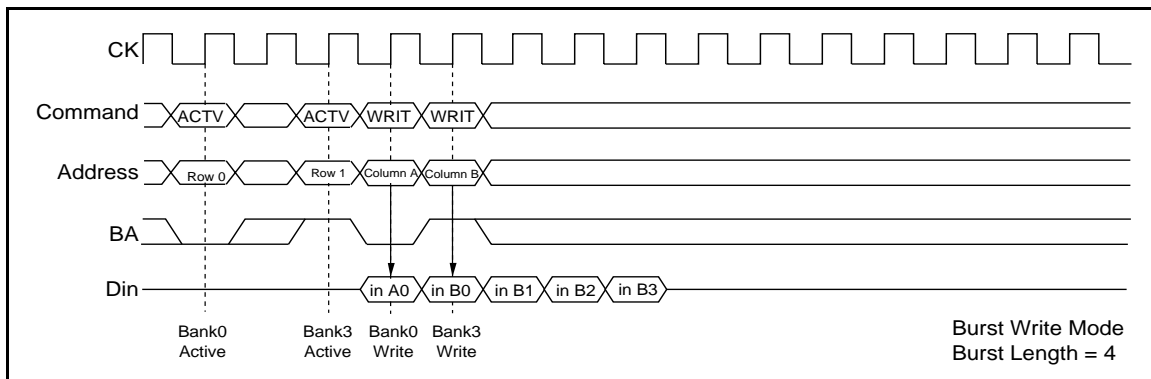 CK
Command ACTV ACTV WRIT WRIT
Address Row 0 Row 1 Column A Column B
BA
Din in A0 in B0 in B1 in B2 in B3
Bank0 Bank3 Bank0 Bank3
Active Active Write Write
Burst Write Mode
Burst Length = 4